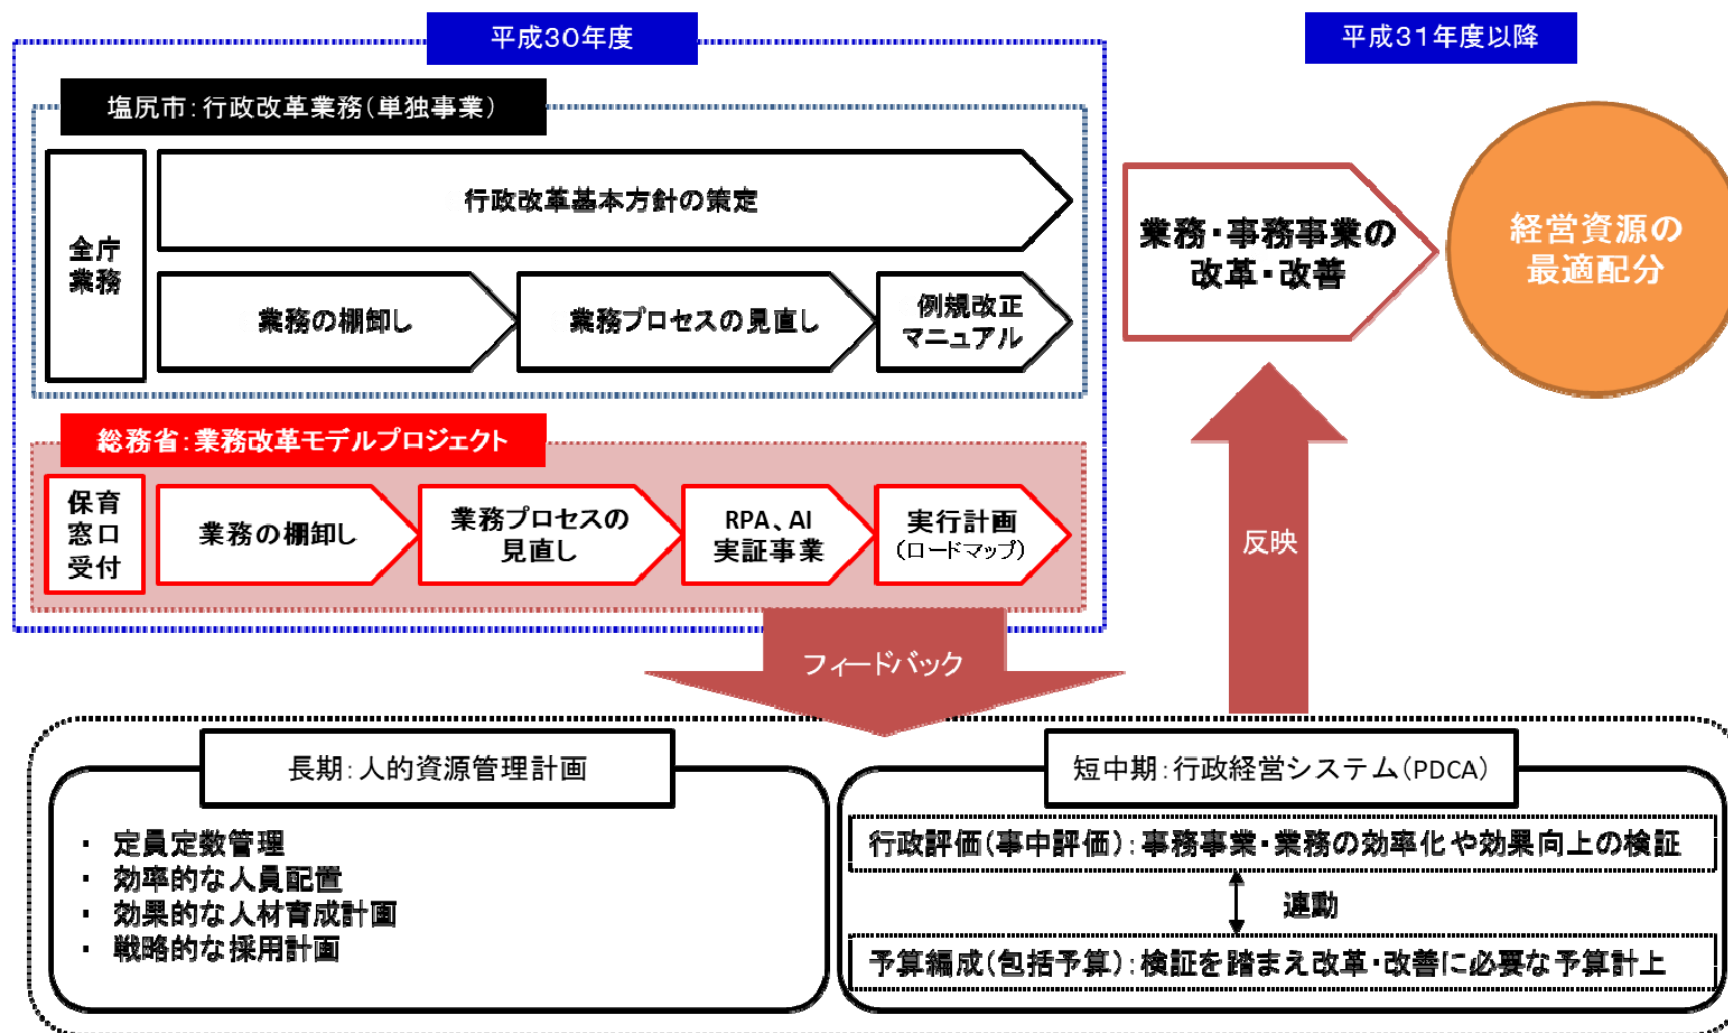 平成30年度
平成31年度以降
塩尻市：行政改革業務（単独事業）
全庁
業務
行政改革基本方針の策定
業務の棚卸し
業務プロセスの見直し
例規改正
マニュアル
業務・事務事業の
改革・改善
経営資源の
最適配分
総務省：業務改革モデルプロジェクト
保育
窓口
受付
業務の棚卸し
業務プロセスの
見直し
RPA、AI
実証事業
実行計画
（ロードマップ）
反映
フィードバック
長期：人的資源管理計画
・ 定員定数管理
・ 効率的な人員配置
・ 効果的な人材育成計画
・ 戦略的な採用計画
短中期：行政経営システム（PDCA）
行政評価（事中評価）：事務事業・業務の効率化や効果向上の検証
連動
予算編成（包括予算）：検証を踏まえ改革・改善に必要な予算計上